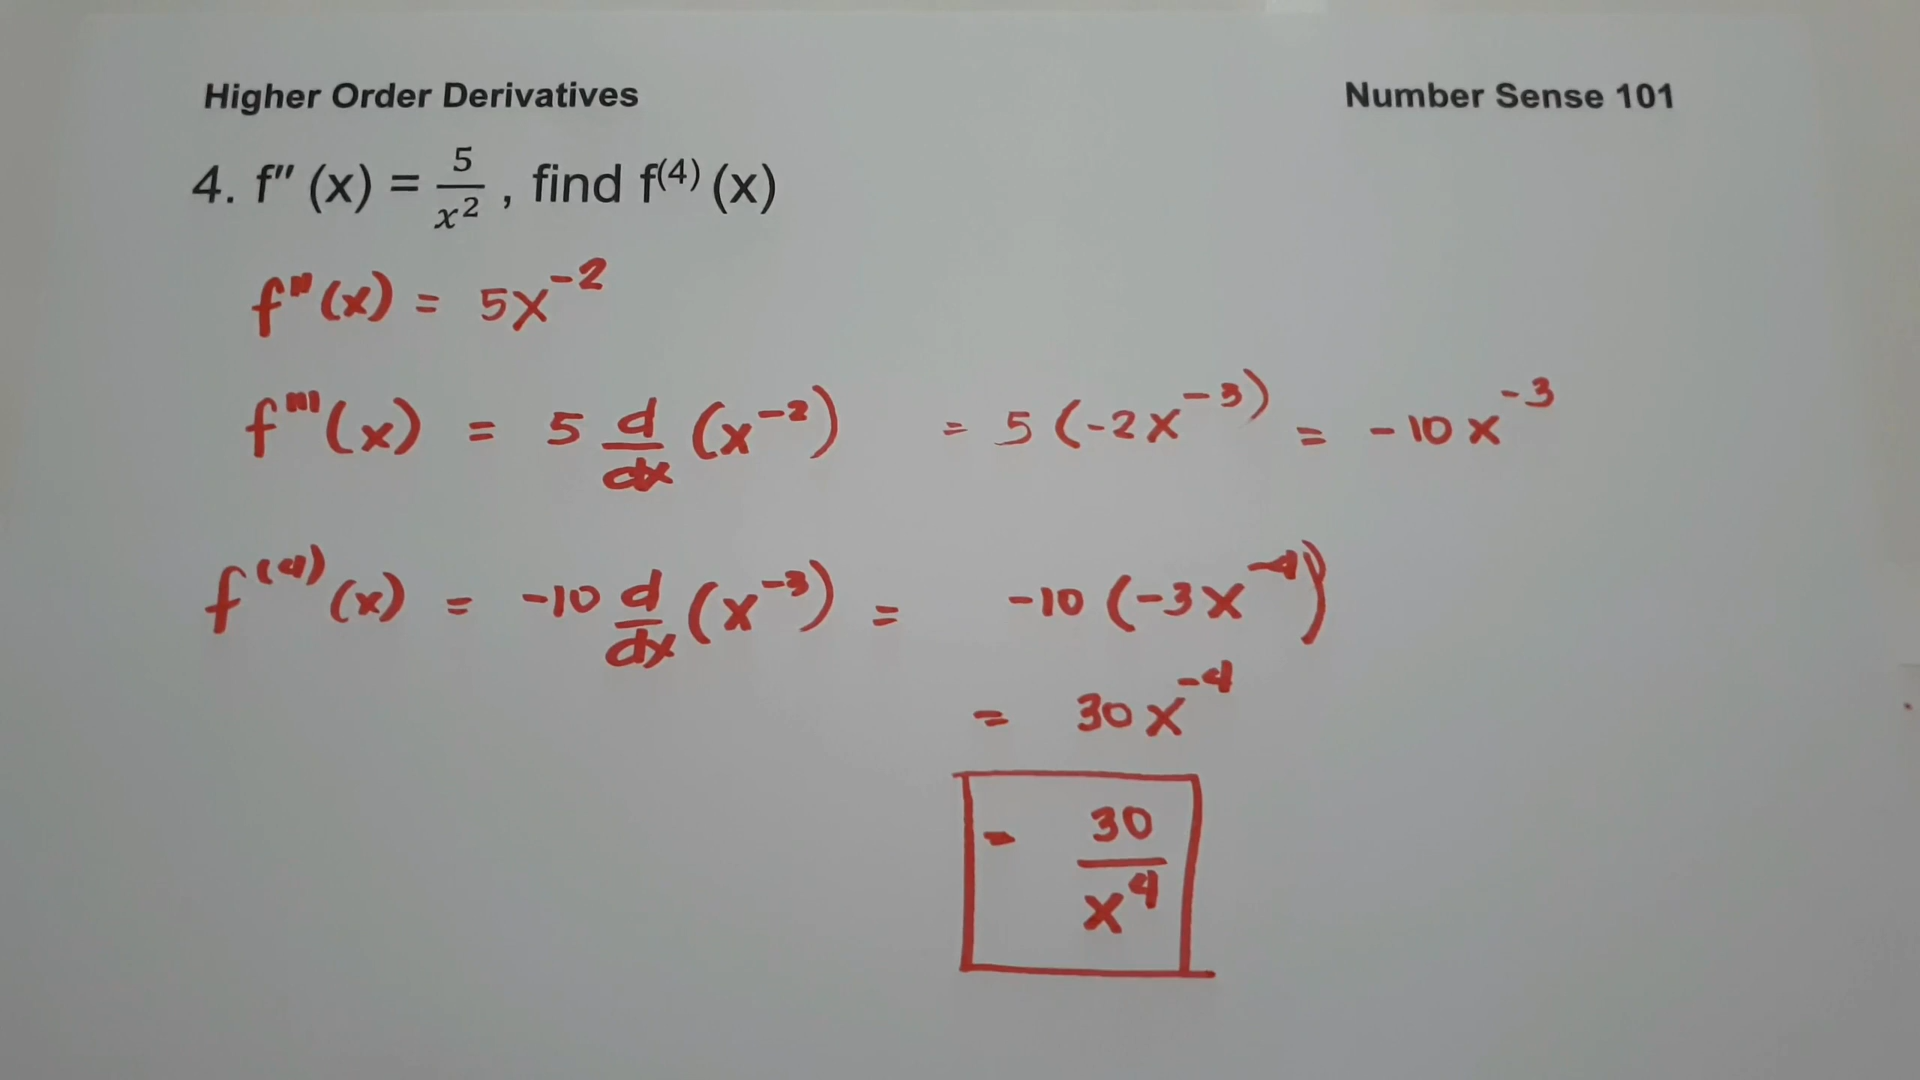 Higher Order Derivatives Number Sense 101
4. f" (x) = 5/x², find f⁽⁴⁾ (x)
f"(x) = 5x⁻²
f'''(x) = 5 d/dx (x⁻²) = 5(-2x⁻³) = -10x⁻³
f⁽⁴⁾(x) = -10 d/dx (x⁻³) = -10(-3x⁻⁴)
= 30x⁻⁴
- 30/x⁴